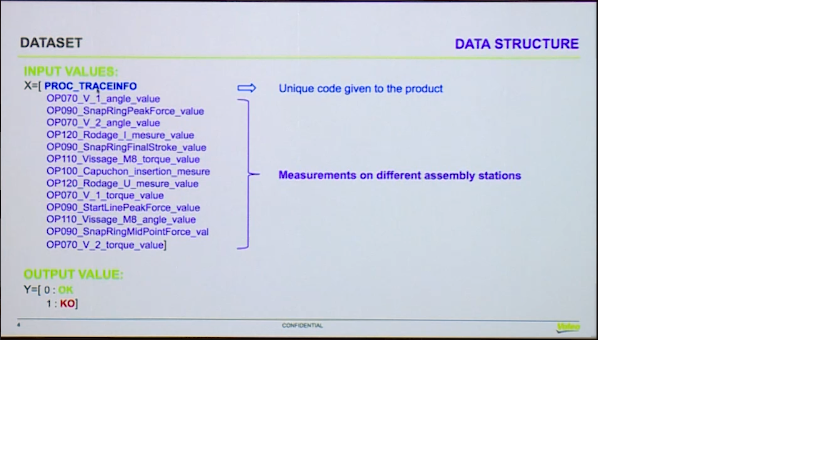 DATASET
DATA STRUCTURE
INPUT VALUES:
X=[ PROC_TRACEINFO
Unique code given to the product
OP070_V_1_angle_value
OP090_SnapRingPeakForce_value
OP070_V_2_angle_value
OP120_Rodage_I_mesure_value
OP090_SnapRingFinalStroke_value
OP110_Vissage_M8_torque_value
OP100_Capuchon_insertion_mesure
OP120_Rodage_U_mesure_value
OP070_V_1_torque_value
OP090_StartLinePeakForce_value
OP110_Vissage_M8_angle_value
OP090_SnapRingMidPointForce_val
OP070_V_2_torque_value]
Measurements on different assembly stations
OUTPUT VALUE:
Y=[ 0 : OK
1 : KO]
4
CONFIDENTIAL
Valeo